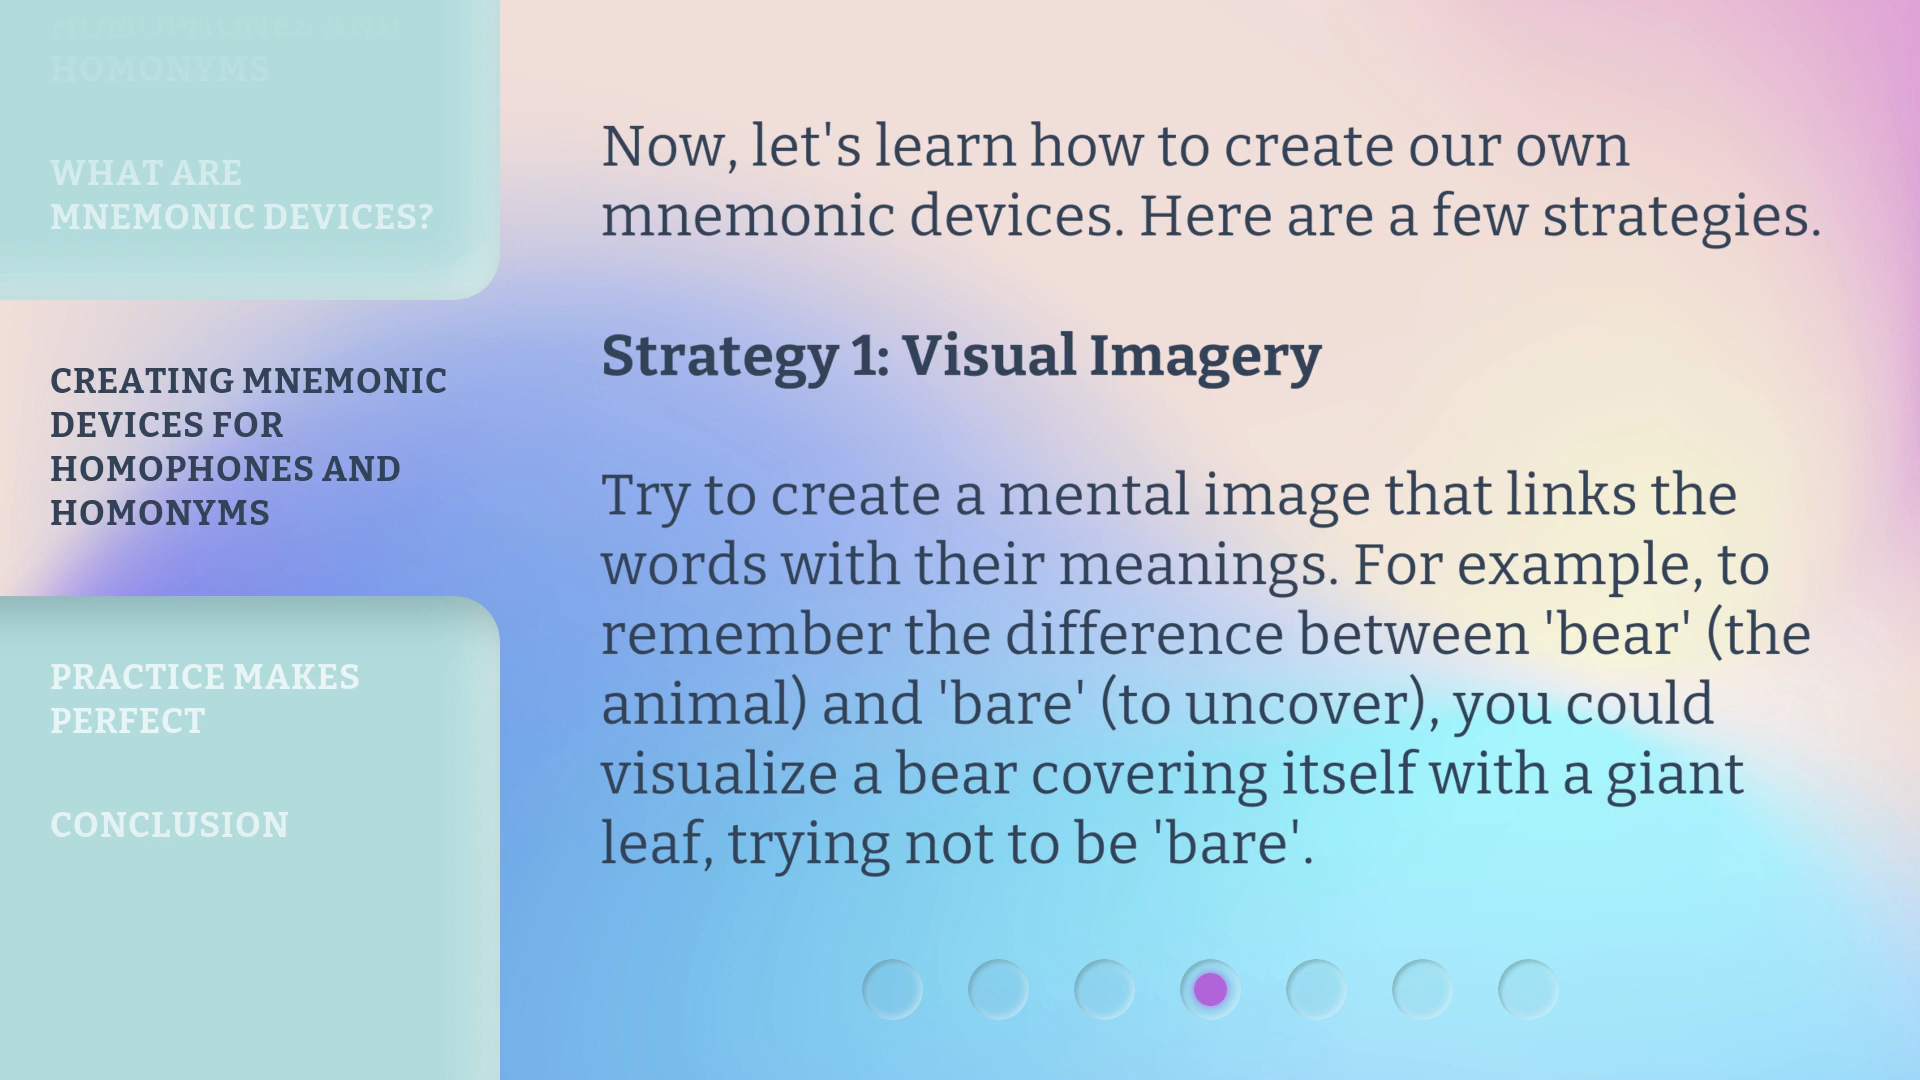 HOMOPHONES AND
HOMONYMS
WHAT ARE
MNEMONIC DEVICES?
CREATING MNEMONIC
DEVICES FOR
HOMOPHONES AND
HOMONYMS
PRACTICE MAKES
PERFECT
CONCLUSION
Now, let's learn how to create our own
mnemonic devices. Here are a few strategies.
Strategy 1: Visual Imagery
Try to create a mental image that links the
words with their meanings. For example, to
remember the difference between 'bear' (the
animal) and 'bare' (to uncover), you could
visualize a bear covering itself with a giant
leaf, trying not to be 'bare'.